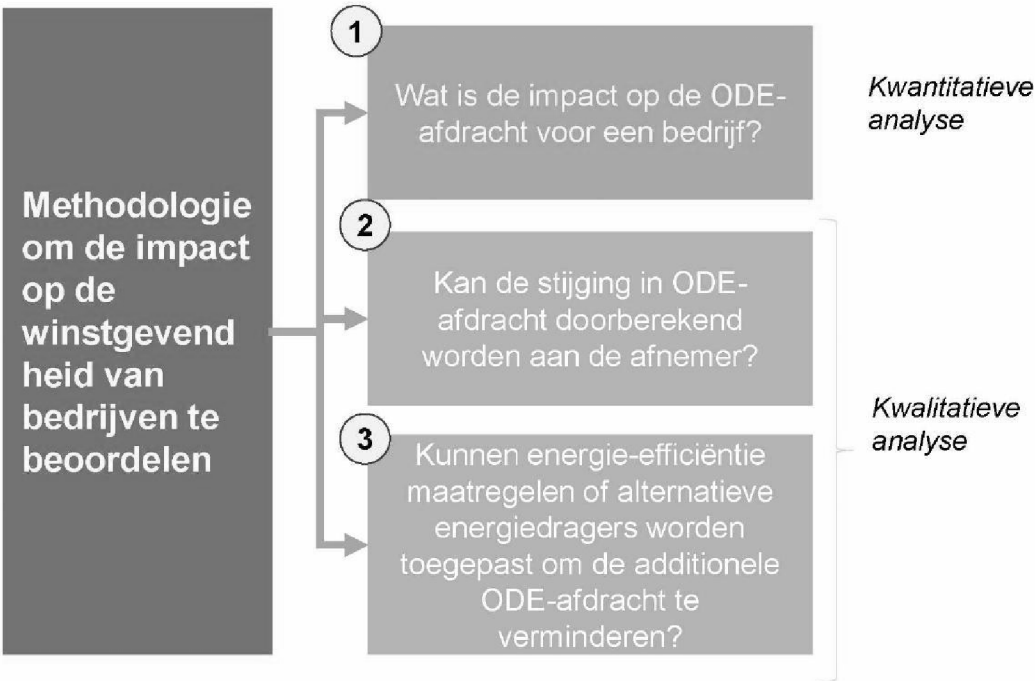 Methodologie
om de impact
op de
winstgevend
heid van
bedrijven te
beoordelen
1
Wat is de impact op de ODE-
afdracht voor een bedrijf?
Kwantitatieve
analyse
2
Kan de stijging in ODE-
afdracht doorberekend
worden aan de afnemer?
3
Kunnen energie-efficiëntie
maatregelen of alternatieve
energiedragers worden
toegepast om de additionele
ODE-afdracht te
verminderen?
Kwalitatieve
analyse